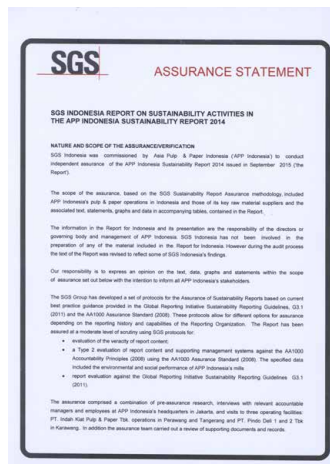 SGS
ASSURANCE STATEMENT
SGS INDONESIA REPORT ON SUSTAINABILITY ACTIVITIES IN
THE APP INDONESIA SUSTAINABILITY REPORT 2014
NATURE AND SCOPE OF THE ASSURANCE/VERIFICATION
SGS Indonesia was commissioned by Asia Pulp & Paper Indonesia ('APP Indonesia') to conduct
independent assurance of the APP Indonesia Sustainability Report 2014 issued in September 2015 ('the
Report').
The scope of the assurance, based on the SGS Sustainability Report Assurance methodology, included
APP Indonesia's pulp & paper operations in Indonesia and those of its key raw material suppliers and the
associated text, statements, graphs and data in accompanying tables, contained in the Report.
The information in the Report for Indonesia and its presentation are the responsibility of the directors or
governing body and management of APP Indonesia. SGS Indonesia has not been involved in the
preparation of any of the material included in the Report for Indonesia. However during the audit process
the text of the Report was revised to reflect some of SGS Indonesia's findings.
Our responsibility is to express an opinion on the text, data, graphs and statements within the scope
of assurance set out below with the intention to inform all APP Indonesia's stakeholders.
The SGS Group has developed a set of protocols for the Assurance of Sustainability Reports based on current
best practice guidance provided in the Global Reporting Initiative Sustainability Reporting Guidelines, G3.1
(2011) and the AA1000 Assurance Standard (2008). These protocols allow for different options for assurance
depending on the reporting history and capabilities of the Reporting Organization. The Report has been
assured at a moderate level of scrutiny using SGS protocols for:
• evaluation of the veracity of report content;
• a Type 2 evaluation of report content and supporting management systems against the AA1000
Accountability Principles (2008) using the AA1000 Assurance Standard (2008). The specified data
included the environmental and social performance of APP Indonesia's mills
• report evaluation against the Global Reporting Initiative Sustainability Reporting Guidelines G3.1
(2011).
The assurance comprised a combination of pre-assurance research, interviews with relevant accountable
managers and employees at APP Indonesia's headquarters in Jakarta, and visits to three operating facilities:
PT. Indah Kiat Pulp & Paper Tbk. operations in Perawang and Tangerang and PT. Pindo Deli 1 and 2 Tbk
in Karawang. In addition the assurance team carried out a review of supporting documents and records.